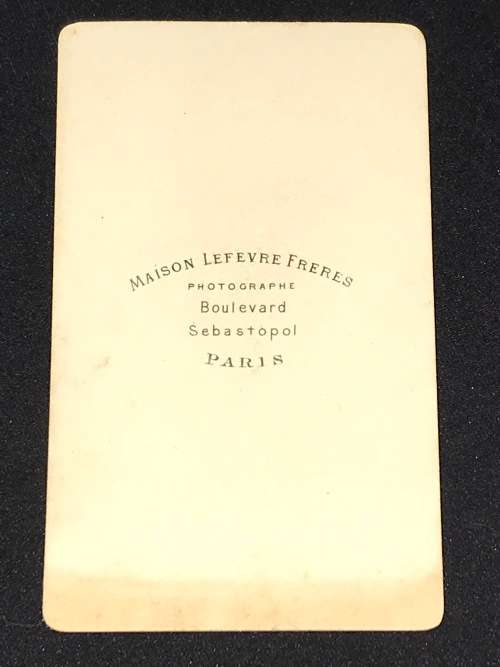 MAISON LEFEVRE FRERES
PHOTOGRAPHE
Boulevard
Sebastopol
PARIS